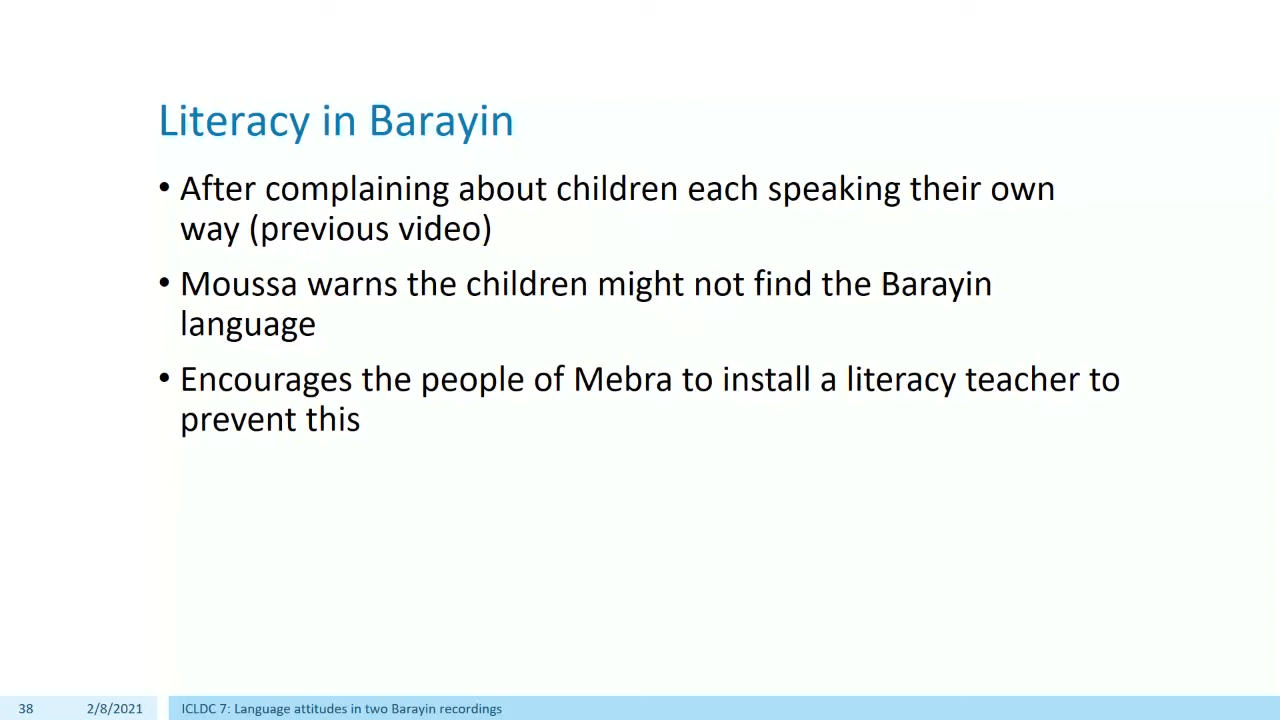 Literacy in Barayin
• After complaining about children each speaking their own
way (previous video)
• Moussa warns the children might not find the Barayin
language
• Encourages the people of Mebra to install a literacy teacher to
prevent this
38 2/8/2021 ICLDC 7: Language attitudes in two Barayin recordings